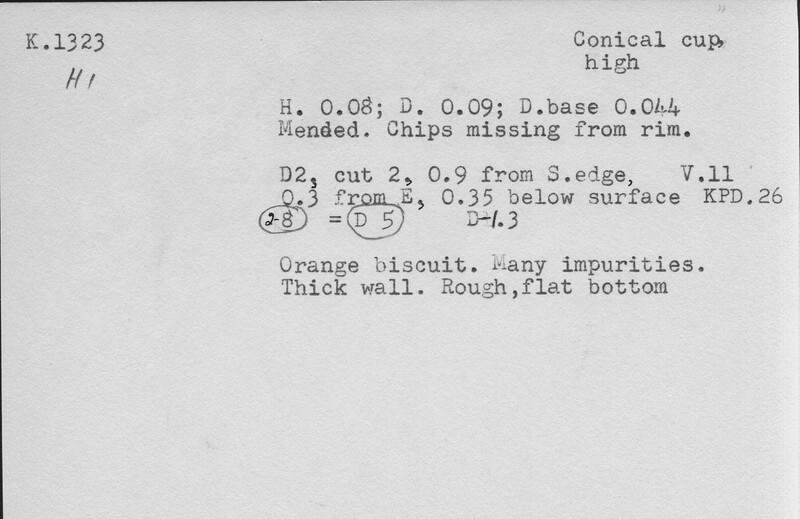 K.1323
H1
Conical cup,
high
H. 0.08; D. 0.09; D.base 0.044
Mended. Chips missing from rim.
D2, cut 2, 0.9 from S.edge, V.11
0.3 from E, 0.35 below surface KPD.26
2-8 = D 5 D-1.3
Orange biscuit. Many impurities.
Thick wall. Rough,flat bottom